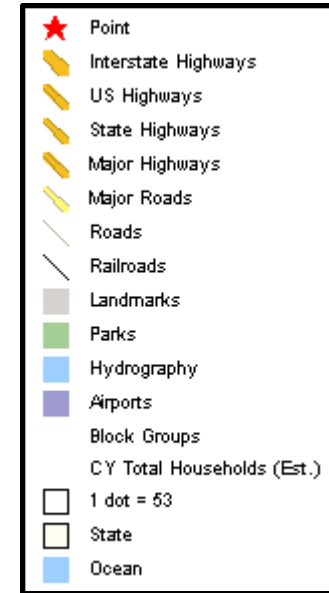 Point
Interstate Highways
US Highways
State Highways
Major Highways
Major Roads
Roads
Railroads
Landmarks
Parks
Hydrography
Airports
Block Groups
CY Total Households (Est.)
1 dot = 53
State
Ocean